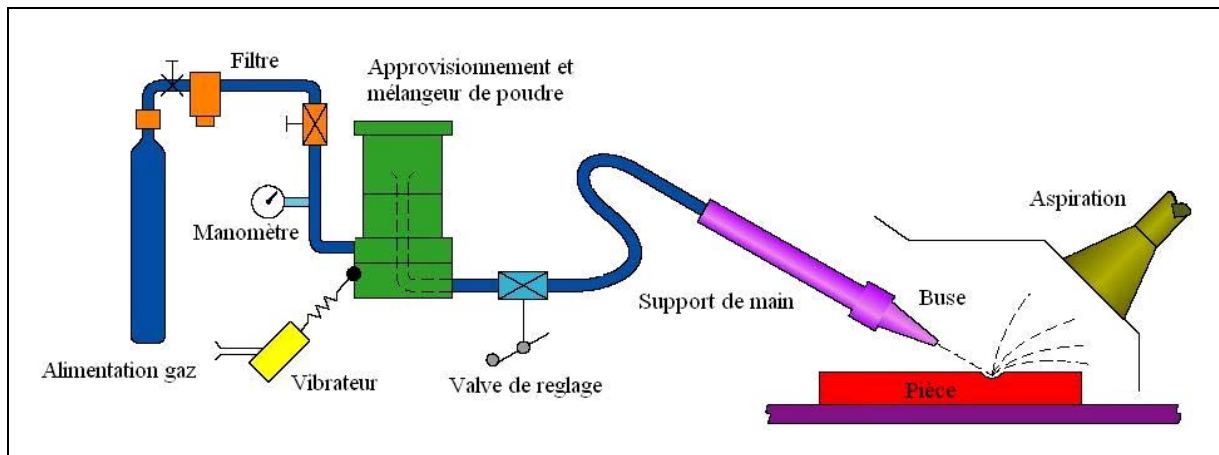 Filtre
Approvisionnement et
mélangeur de poudre
Manomètre
Aspiration
Support de main
Buse
Alimentation gaz
Vibrateur
Valve de reglage
Pièce